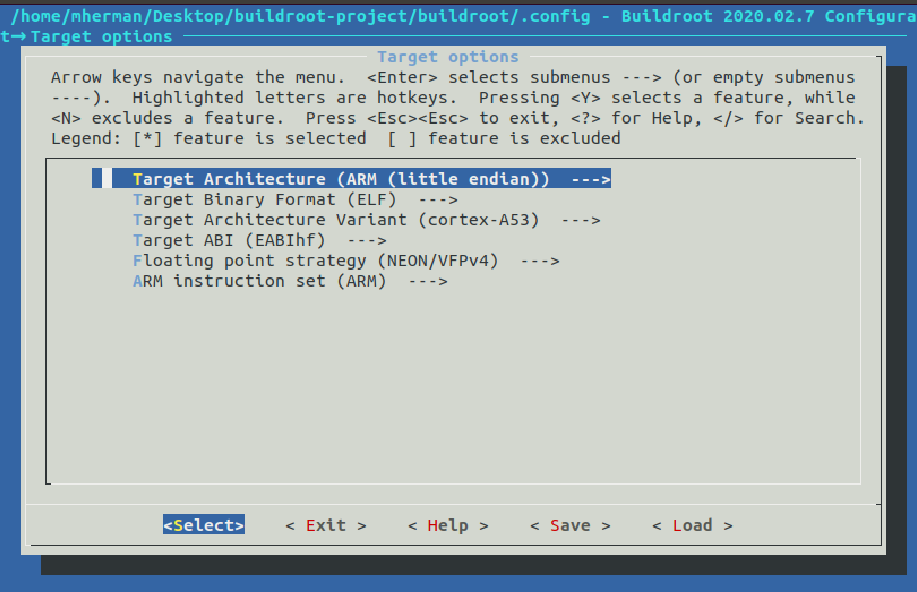 /home/mherman/Desktop/buildroot-project/buildroot/.config - Buildroot 2020.02.7 Configura
t→Target options
Target options
Arrow keys navigate the menu.  <Enter> selects submenus ---> (or empty submenus
----).  Highlighted letters are hotkeys.  Pressing <Y> selects a feature, while
<N> excludes a feature.  Press <Esc><Esc> to exit, <?> for Help, </> for Search.
Legend: [*] feature is selected  [ ] feature is excluded
Target Architecture (ARM (little endian))  --->
Target Binary Format (ELF)  --->
Target Architecture Variant (cortex-A53)  --->
Target ABI (EABIhf)  --->
Floating point strategy (NEON/VFPv4)  --->
ARM instruction set (ARM)  --->
<Select>    < Exit >    < Help >    < Save >    < Load >